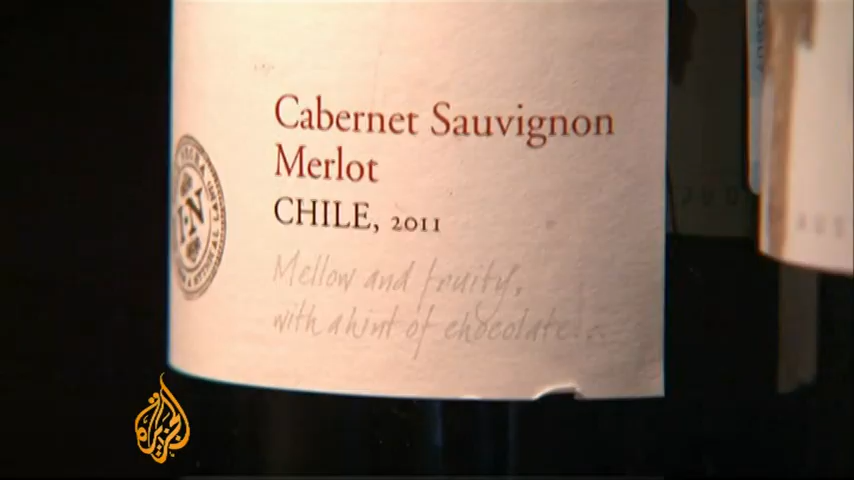 Cabernet Sauvignon
Merlot
CHILE, 2011
Mellow and fruity,
with a hint of chocolate...